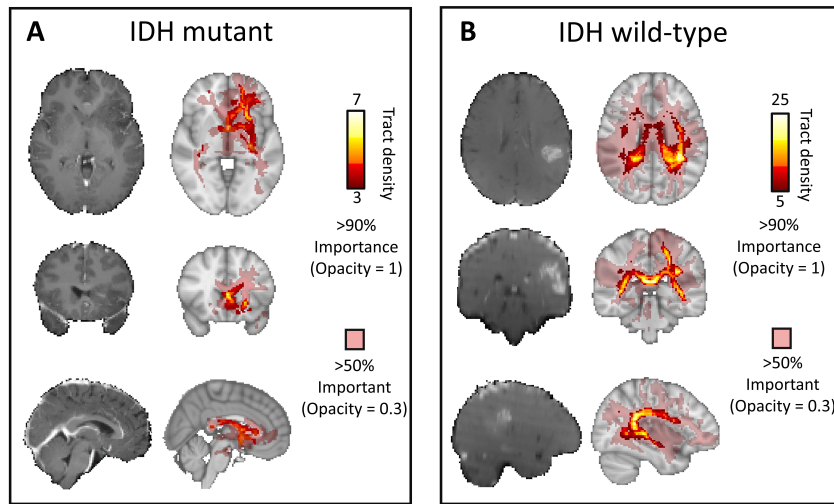 A
IDH mutant
7
Tract density
3
>90%
Importance
(Opacity = 1)
>50%
Important
(Opacity = 0.3)
B
IDH wild-type
25
Tract density
5
>90%
Importance
(Opacity = 1)
>50%
Important
(Opacity = 0.3)